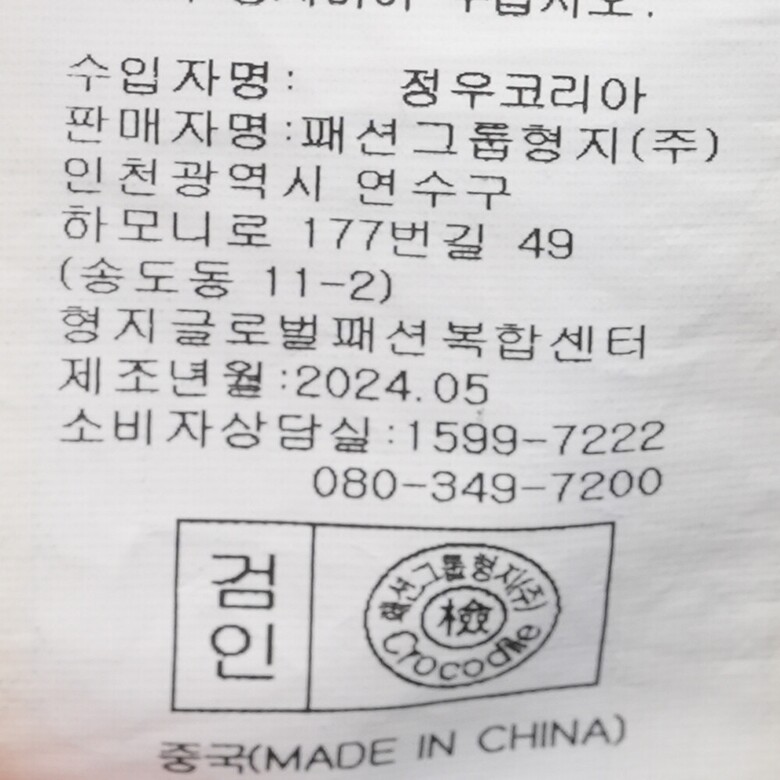 수입자명: 정우코리아
판매자명:패션그룹형지(주)
인천광역시 연수구
하모니로 177번길 49
(송도동 11-2)
형지글로벌패션복합센터
제조년월:2024.05
소비자상담실:1599-7222
080-349-7200
검인
패션그룹형지(주)
檢
Crocodile
중국(MADE IN CHINA)